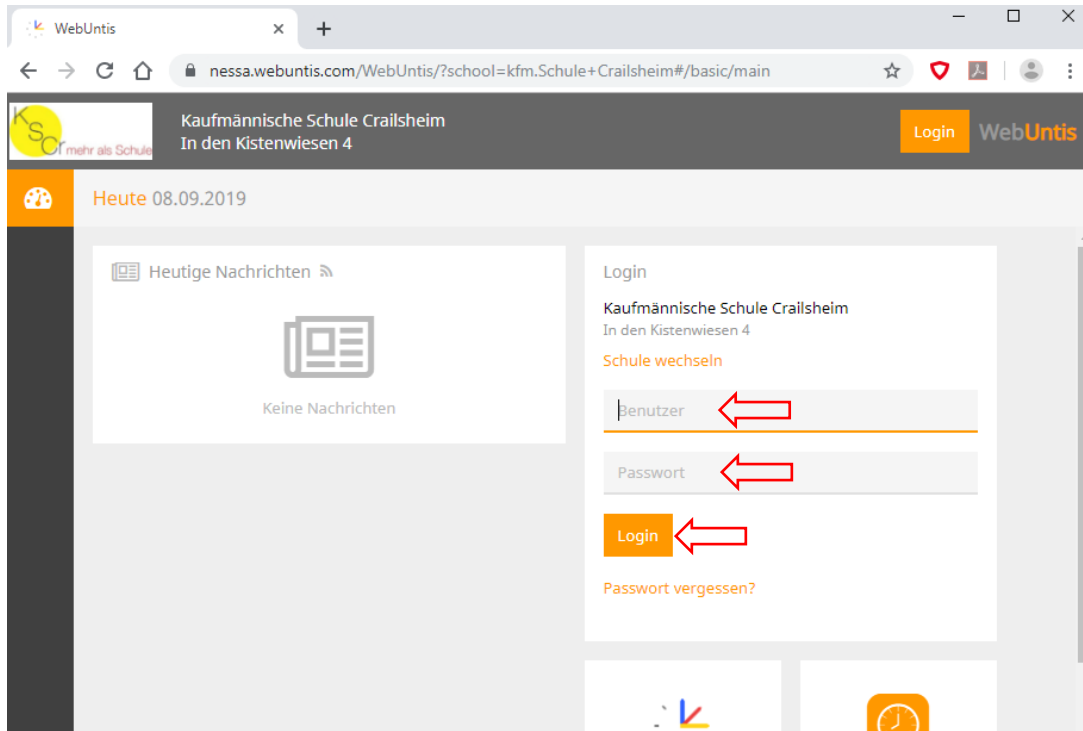 WebUntis
nessa.webuntis.com/WebUntis/?school=kfm.Schule+Crailsheim#/basic/main
KSCr mehr als Schule
Kaufmännische Schule Crailsheim
In den Kistenwiesen 4
Login
WebUntis
Heute 08.09.2019
Heutige Nachrichten
Keine Nachrichten
Login
Kaufmännische Schule Crailsheim
In den Kistenwiesen 4
Schule wechseln
Benutzer
Passwort
Login
Passwort vergessen?